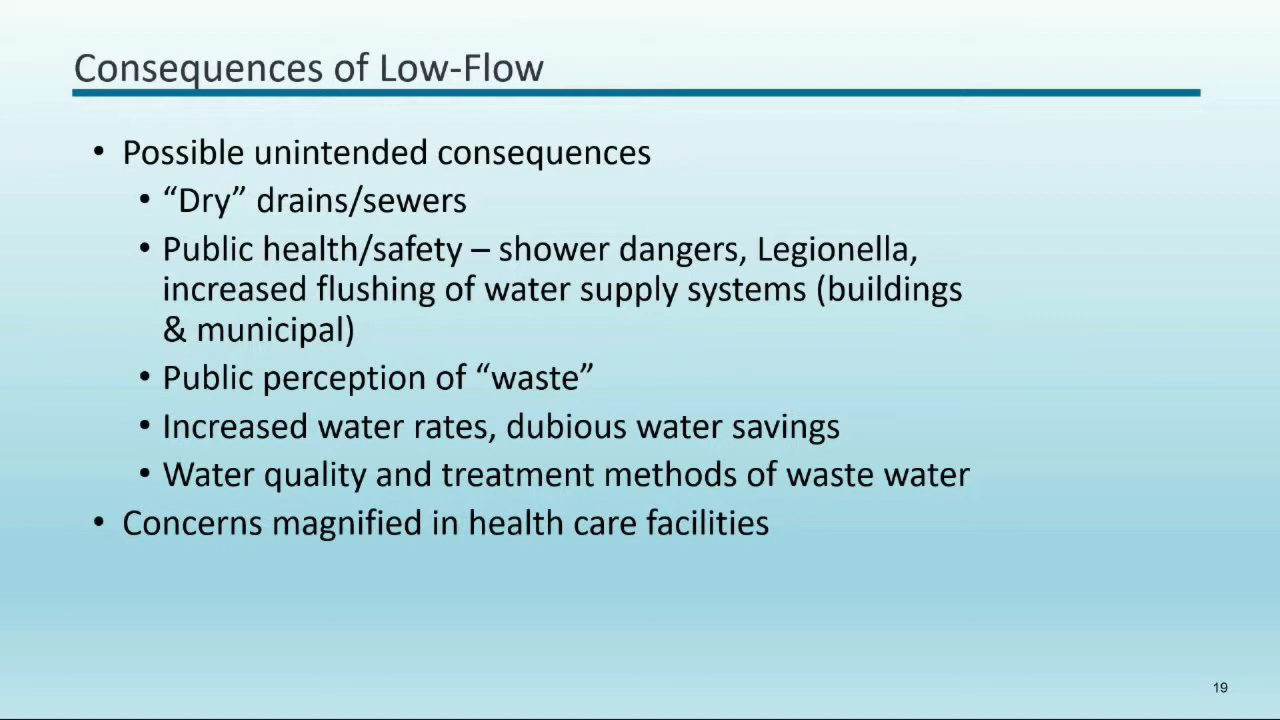 Consequences of Low-Flow
• Possible unintended consequences
• “Dry” drains/sewers
• Public health/safety – shower dangers, Legionella,
increased flushing of water supply systems (buildings
& municipal)
• Public perception of “waste”
• Increased water rates, dubious water savings
• Water quality and treatment methods of waste water
• Concerns magnified in health care facilities
19